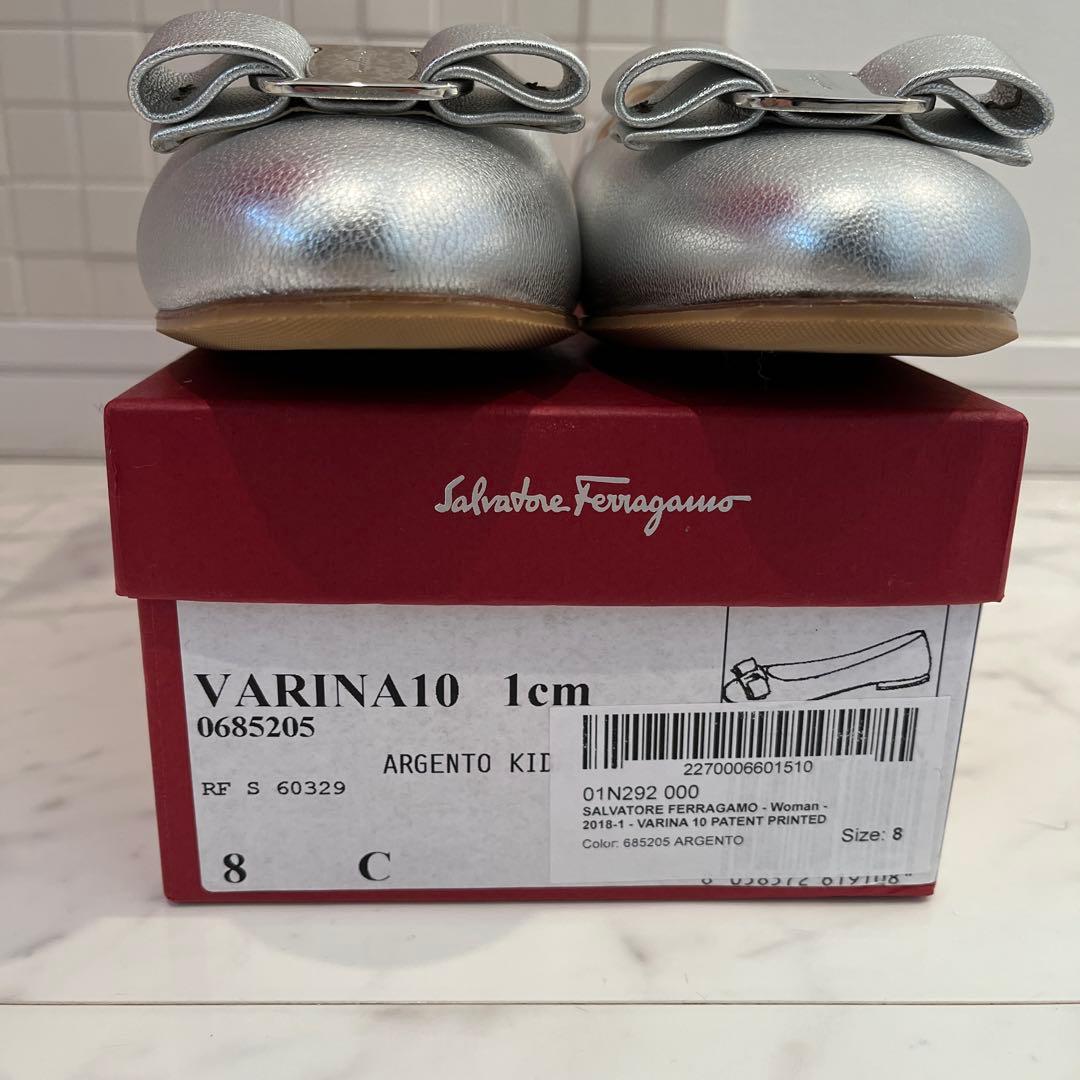 Salvatore Ferragamo
VARINA10 1cm
0685205
ARGENTO KID
RF S 60329
8 C
2270006601510
01N292 000
SALVATORE FERRAGAMO - Woman -
2018-1 - VARINA 10 PATENT PRINTED
Color: 685205 ARGENTO
Size: 8